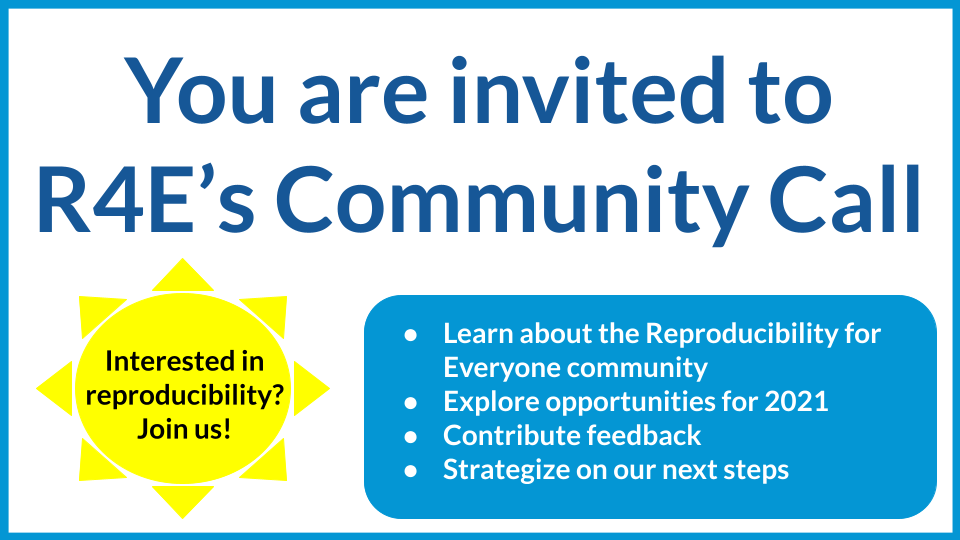 You are invited to
R4E’s Community Call
Interested in
reproducibility?
Join us!
● Learn about the Reproducibility for
Everyone community
● Explore opportunities for 2021
● Contribute feedback
● Strategize on our next steps